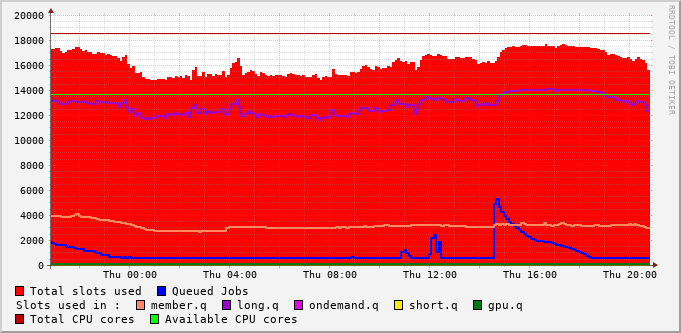 20000
18000
16000
14000
12000
10000
8000
6000
4000
2000
0
Thu 00:00 Thu 04:00 Thu 08:00 Thu 12:00 Thu 16:00 Thu 20:00
Total slots used Queued Jobs
Slots used in : member.q long.q ondemand.q short.q gpu.q
Total CPU cores Available CPU cores
RRDTOOL / TOBI OETIKER